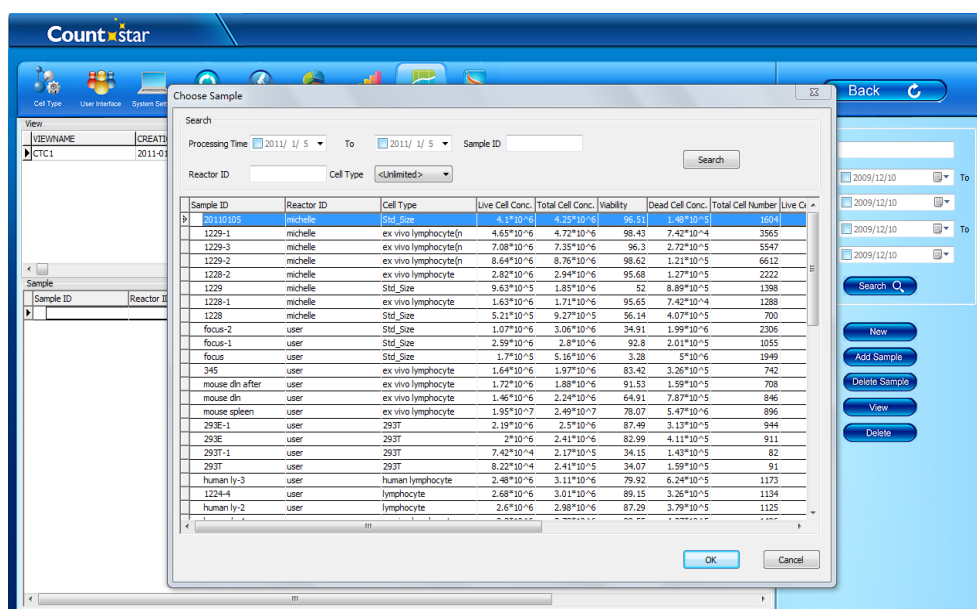 Countstar
Back
Cell Type User Interface System Sett
Choose Sample
View
VIEWNAME CREATI
CTC1 2011-01
Search
Processing Time 2011/ 1/ 5 To 2011/ 1/ 5 Sample ID
Search
Reactor ID Cell Type <Unlimited>
2009/12/10 To
2009/12/10
2009/12/10 To
2009/12/10
Search
Sample
Sample ID Reactor ID
New
Add Sample
Delete Sample
View
Delete
Sample ID Reactor ID Cell Type Live Cell Conc. Total Cell Conc. Viability Dead Cell Conc. Total Cell Number Live Ce
20110105 michelle Std_Size 4.1*10^6 4.25*10^6 96.51 1.48*10^5 1604
1229-1 michelle ex vivo lymphocyte(n 4.65*10^6 4.72*10^6 98.43 7.42*10^4 3565
1229-3 michelle ex vivo lymphocyte(n 7.08*10^6 7.35*10^6 96.3 2.72*10^5 5547
1229-2 michelle ex vivo lymphocyte(n 8.64*10^6 8.76*10^6 98.62 1.21*10^5 6612
1228-2 michelle ex vivo lymphocyte 2.82*10^6 2.94*10^6 95.68 1.27*10^5 2222
1229 michelle Std_Size 9.63*10^5 1.85*10^6 52 8.89*10^5 1398
1228-1 michelle ex vivo lymphocyte 1.63*10^6 1.71*10^6 95.65 7.42*10^4 1288
1228 michelle Std_Size 5.21*10^5 9.27*10^5 56.14 4.07*10^5 700
focus-2 user Std_Size 1.07*10^6 3.06*10^6 34.91 1.99*10^6 2306
focus-1 user Std_Size 2.59*10^6 2.8*10^6 92.8 2.01*10^5 1055
focus user Std_Size 1.7*10^5 5.16*10^6 3.28 5*10^6 1949
345 user ex vivo lymphocyte 1.64*10^6 1.97*10^6 83.42 3.26*10^5 742
mouse dln after user ex vivo lymphocyte 1.72*10^6 1.88*10^6 91.53 1.59*10^5 708
mouse dln user ex vivo lymphocyte 1.46*10^6 2.24*10^6 64.91 7.87*10^5 846
mouse spleen user ex vivo lymphocyte 1.95*10^7 2.49*10^7 78.07 5.47*10^6 896
293E-1 user 293T 2.19*10^6 2.5*10^6 87.49 3.13*10^5 944
293E user 293T 2*10^6 2.41*10^6 82.99 4.11*10^5 911
293T-1 user 293T 7.42*10^4 2.17*10^5 34.15 1.43*10^5 82
293T user 293T 8.22*10^4 2.41*10^5 34.07 1.59*10^5 91
human ly-3 user human lymphocyte 2.48*10^6 3.11*10^6 79.92 6.24*10^5 1173
1224-4 user lymphocyte 2.68*10^6 3.01*10^6 89.15 3.26*10^5 1134
human ly-2 user lymphocyte 2.6*10^6 2.98*10^6 87.29 3.79*10^5 1125
OK Cancel